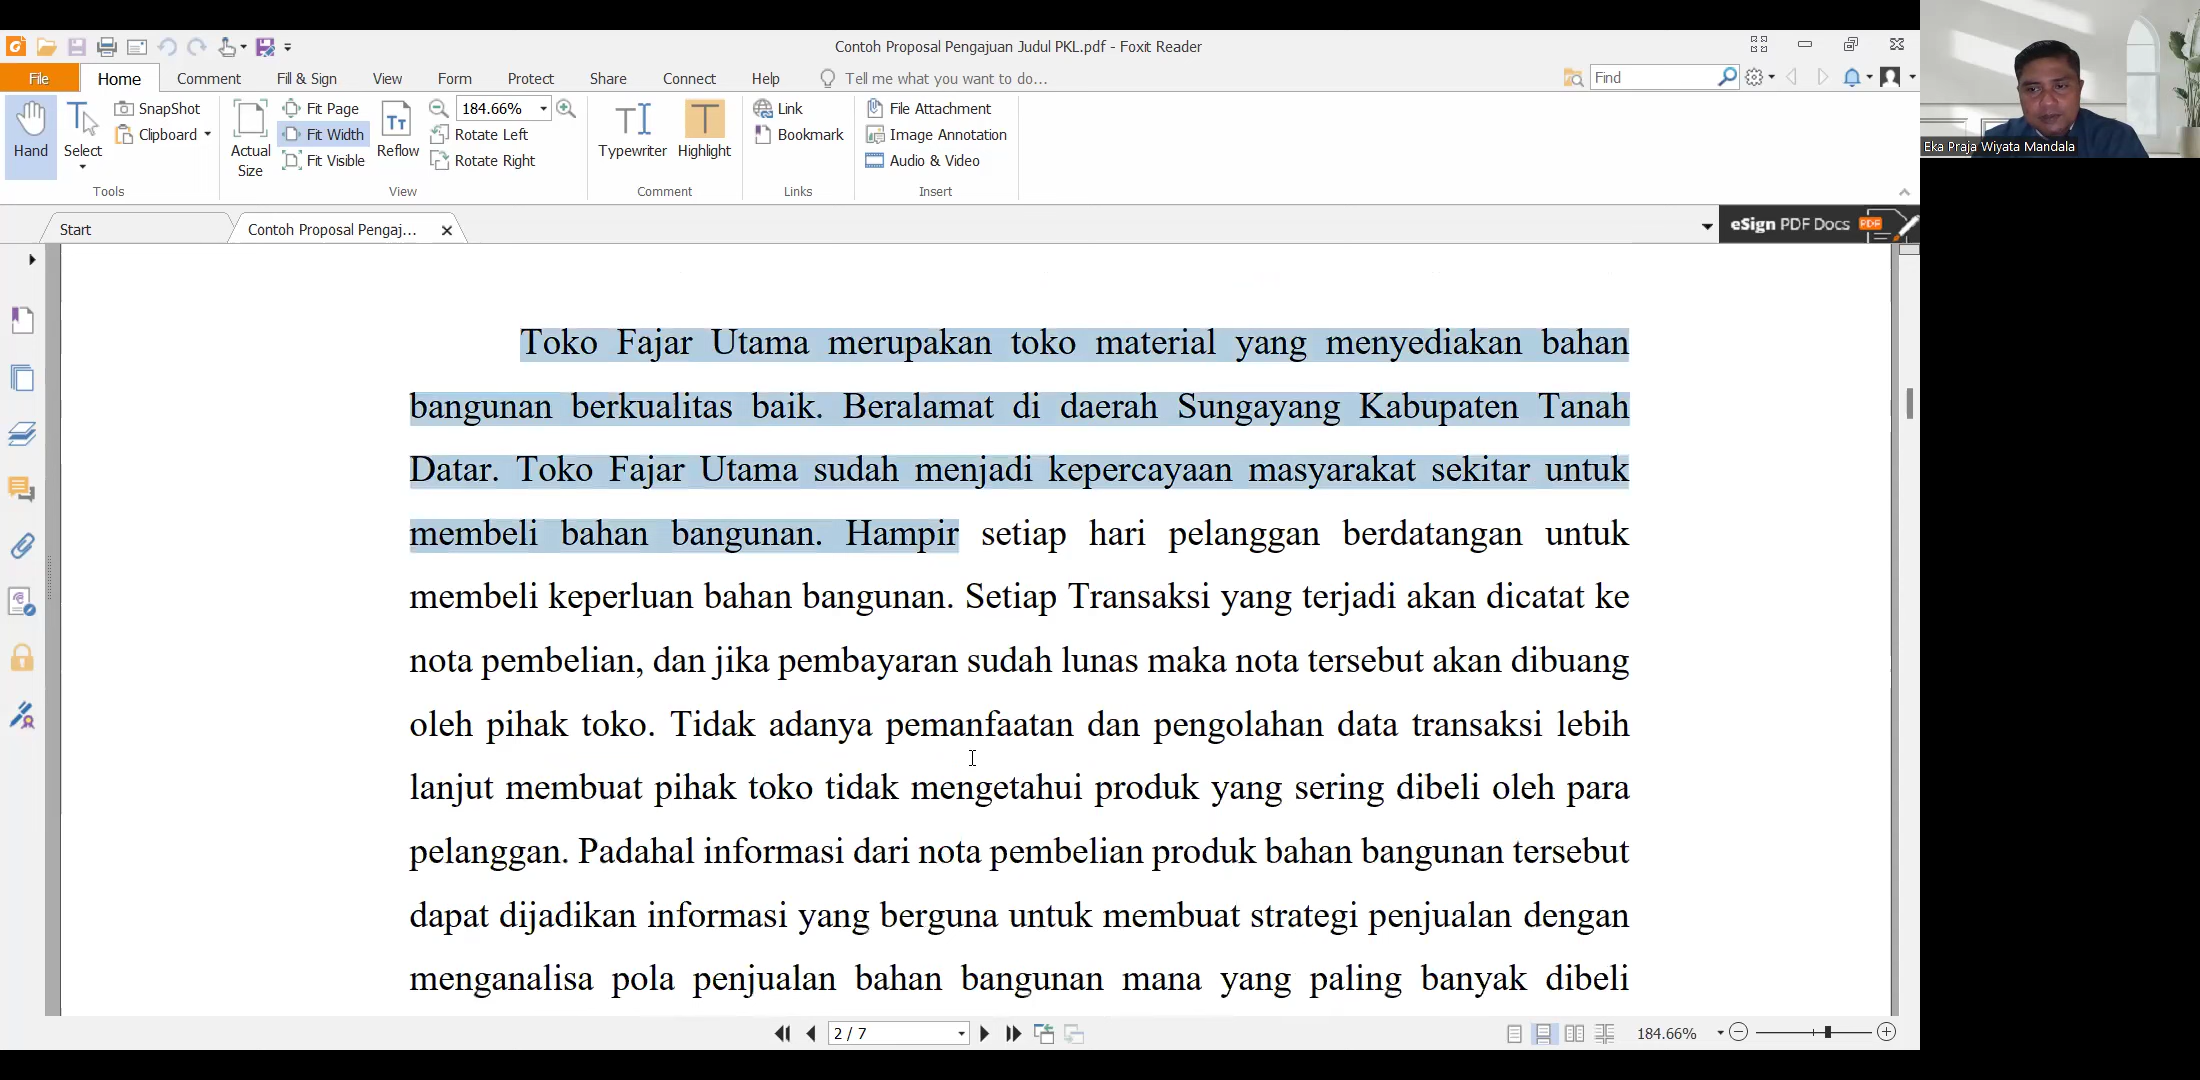 Contoh Proposal Pengajuan Judul PKL.pdf - Foxit Reader
File Home Comment Fill & Sign View Form Protect Share Connect Help Tell me what you want to do... Find
Hand
Select
SnapShot
Clipboard
Tools
Actual Size
Fit Page
Fit Width
Fit Visible
Reflow
184.66%
Rotate Left
Rotate Right
View
Typewriter
Highlight
Comment
Link
Bookmark
Links
File Attachment
Image Annotation
Audio & Video
Insert
Start
Contoh Proposal Pengaj...
eSign PDF Docs PDF
Eka Praja Wiyata Mandala
Toko Fajar Utama merupakan toko material yang menyediakan bahan
bangunan berkualitas baik. Beralamat di daerah Sungayang Kabupaten Tanah
Datar. Toko Fajar Utama sudah menjadi kepercayaan masyarakat sekitar untuk
membeli bahan bangunan. Hampir setiap hari pelanggan berdatangan untuk
membeli keperluan bahan bangunan. Setiap Transaksi yang terjadi akan dicatat ke
nota pembelian, dan jika pembayaran sudah lunas maka nota tersebut akan dibuang
oleh pihak toko. Tidak adanya pemanfaatan dan pengolahan data transaksi lebih
lanjut membuat pihak toko tidak mengetahui produk yang sering dibeli oleh para
pelanggan. Padahal informasi dari nota pembelian produk bahan bangunan tersebut
dapat dijadikan informasi yang berguna untuk membuat strategi penjualan dengan
menganalisa pola penjualan bahan bangunan mana yang paling banyak dibeli
2 / 7
184.66%